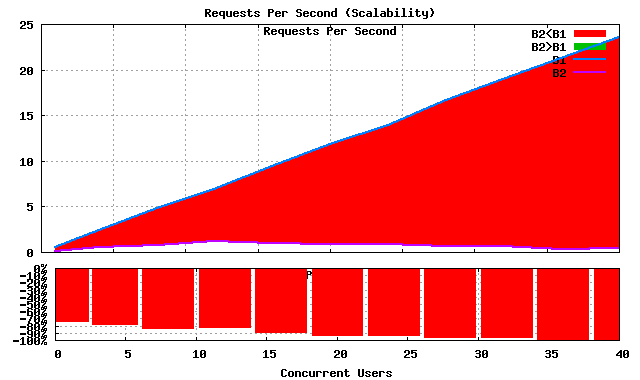 Requests Per Second (Scalability)
Requests Per Second
B2<B1
B2>B1
B1
B2
25
20
15
10
5
0
0%
-10%
-20%
-30%
-40%
-50%
-60%
-70%
-80%
-90%
-100%
0 5 10 15 20 25 30 35 40
Concurrent Users